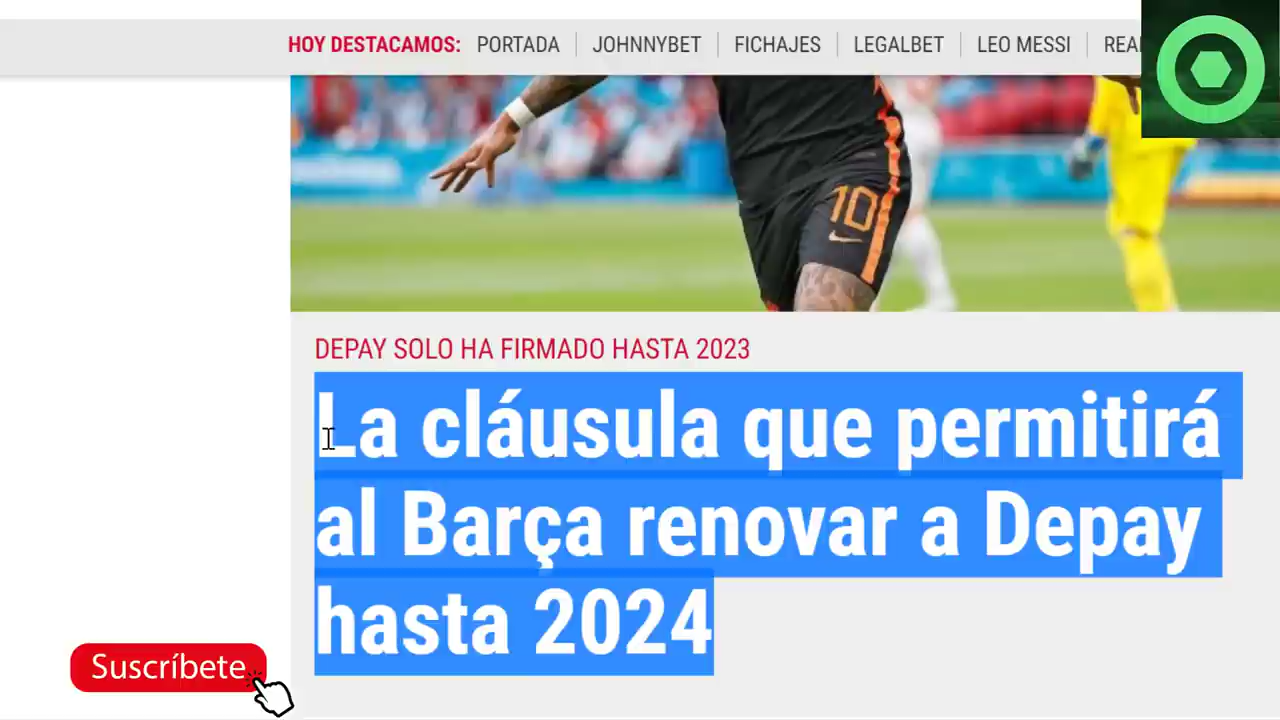 HOY DESTACAMOS: PORTADA JOHNNYBET FICHAJES LEGALBET LEO MESSI
10
DEPAY SOLO HA FIRMADO HASTA 2023
La cláusula que permitirá
al Barça renovar a Depay
hasta 2024
Suscríbete